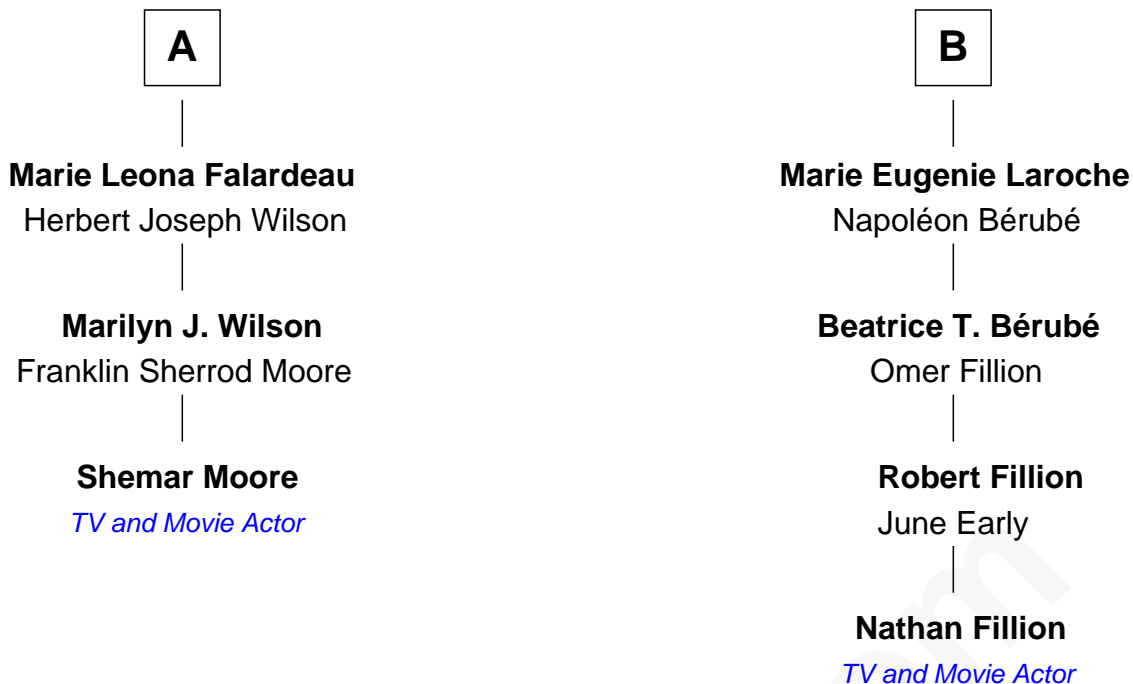 A
Marie Leona Falardeau
Herbert Joseph Wilson
Marilyn J. Wilson
Franklin Sherrod Moore
Shemar Moore
TV and Movie Actor
B
Marie Eugenie Laroche
Napoléon Bérubé
Beatrice T. Bérubé
Omer Fillion
Robert Fillion
June Early
Nathan Fillion
TV and Movie Actor